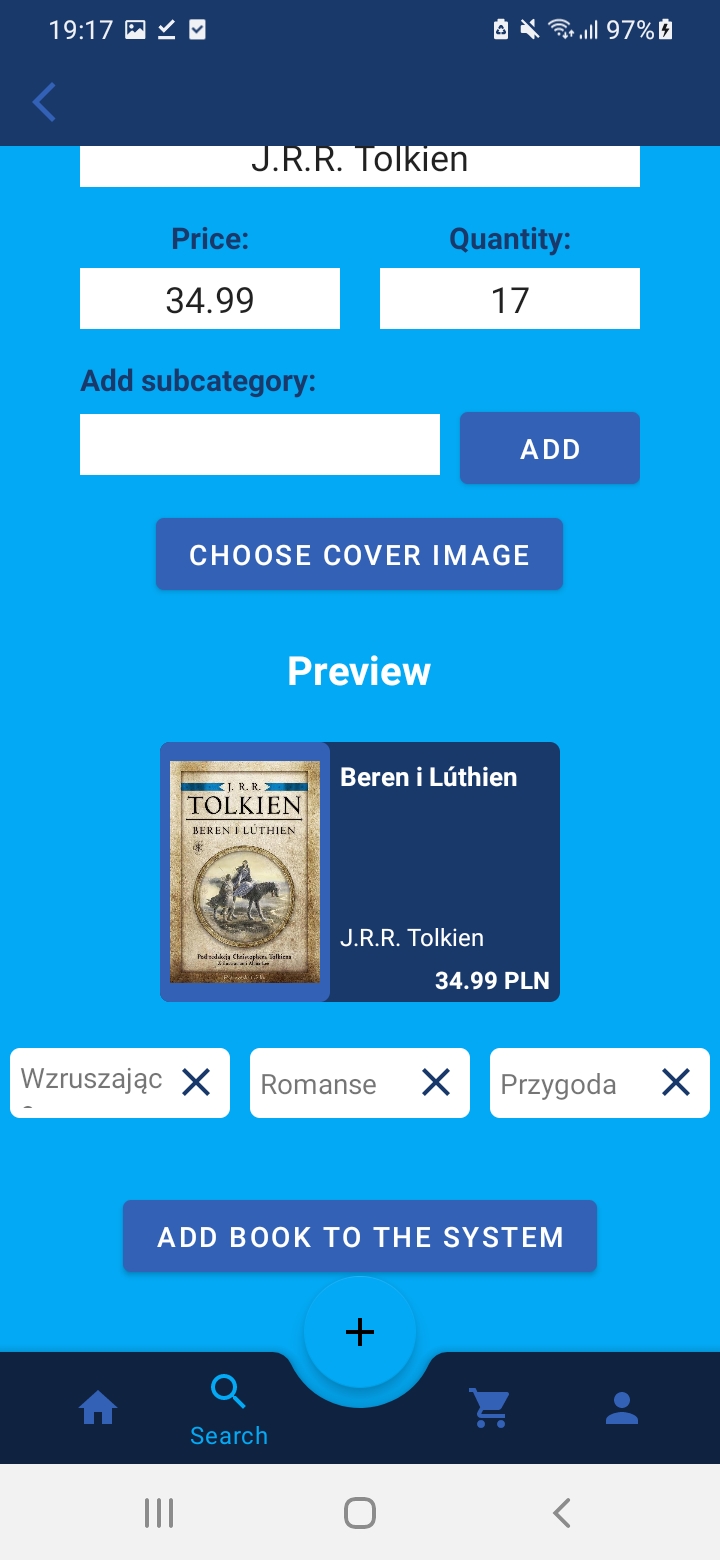 19:17
97%
J.R.R. Tolkien
Price:
Quantity:
34.99
17
Add subcategory:
ADD
CHOOSE COVER IMAGE
Preview
J. R. R.
TOLKIEN
BEREN I LÚTHIEN
Pod redakcją Christophera Tolkiena
Beren i Lúthien
J.R.R. Tolkien
34.99 PLN
Wzruszając
Romanse
Przygoda
ADD BOOK TO THE SYSTEM
Search